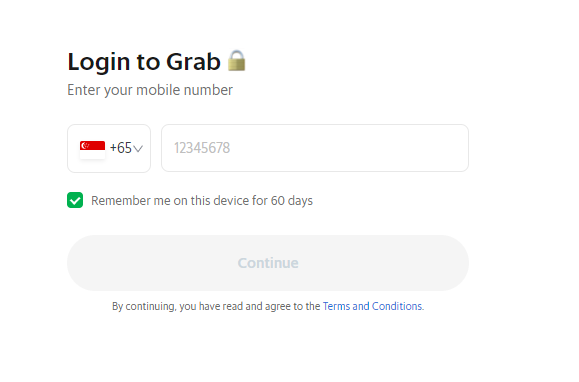 Login to Grab
Enter your mobile number
+65
12345678
Remember me on this device for 60 days
Continue
By continuing, you have read and agree to the Terms and Conditions.